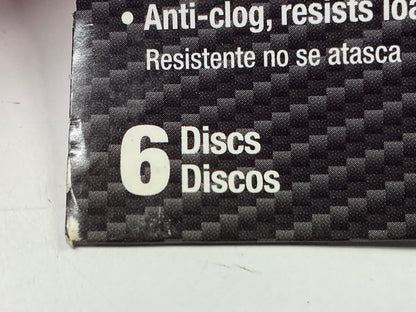 • Anti-clog, resists
Resistente no se atasca
6 Discs
Discos